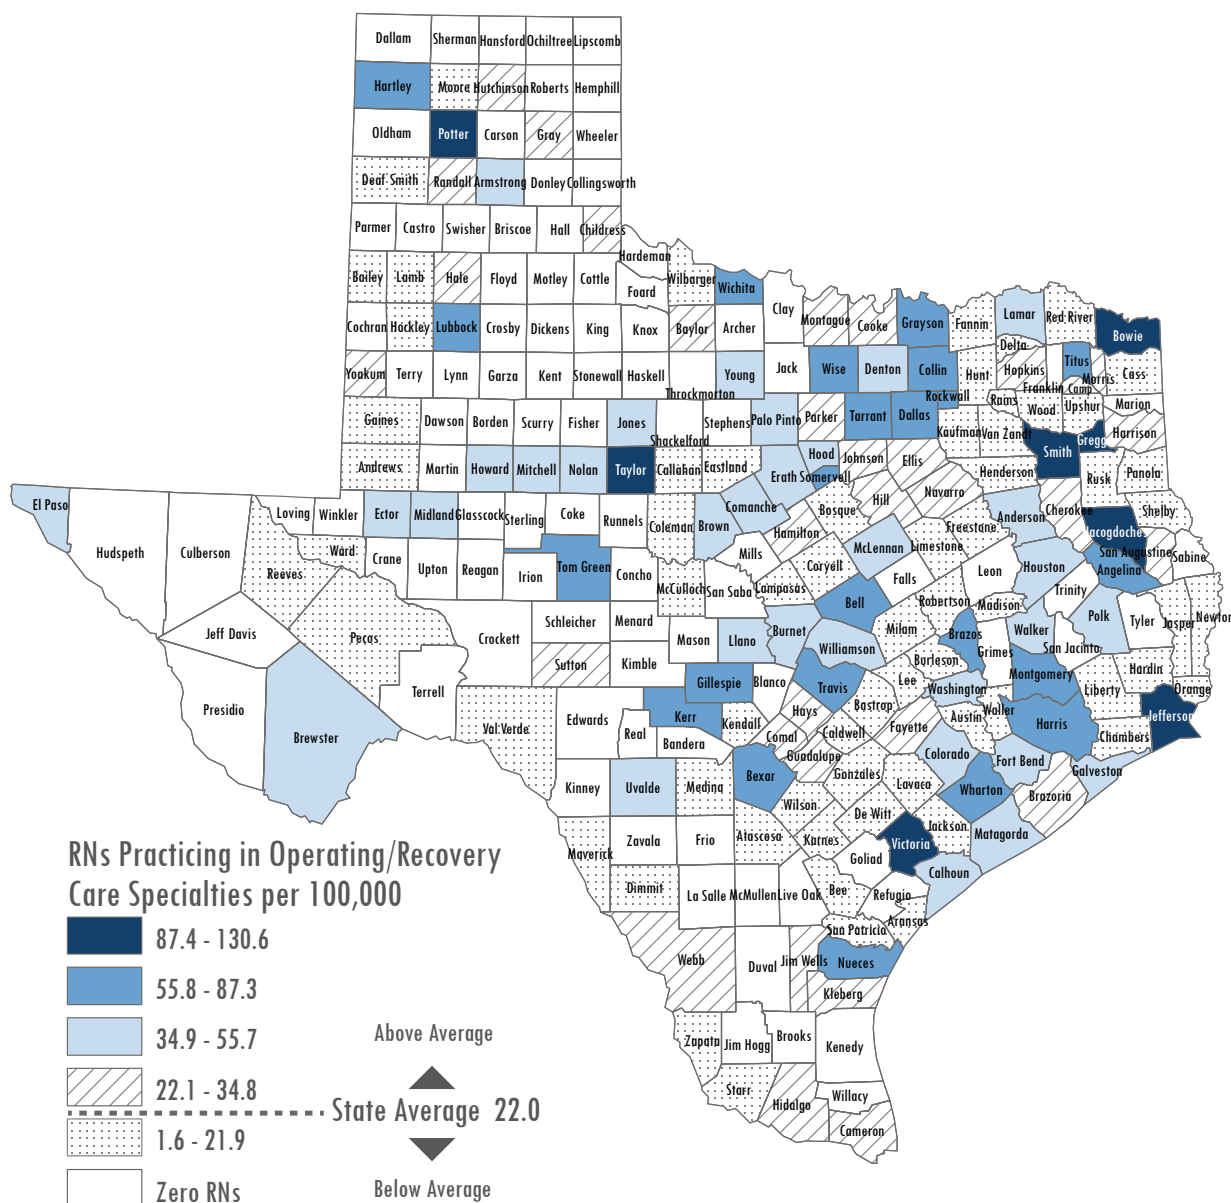 Dallam Sherman Hansford Ochiltree Lipscomb
Hartley Moore Hutchinson Roberts Hemphill
Oldham Potter Carson Gray Wheeler
Deaf Smith Randall Armstrong Donley Collingsworth
Parmer Castro Swisher Briscoe Hall Childress
Hardeman
Bailey Lamb Hale Floyd Motley Cottle Foard Wilbarger Wichita
Clay Montague Cooke Grayson Fannin Lamar Red River Bowie
Cochran Hockley Lubbock Crosby Dickens King Knox Baylor Archer
Delta Titus Morris Cass
Yoakum Terry Lynn Garza Kent Stonewall Haskell Throckmorton Young Jack Wise Denton Collin Hunt Hopkins Franklin Camp
Rockwall Rains Wood Upshur Marion
Gaines Dawson Borden Scurry Fisher Jones Shackelford Stephens Palo Pinto Parker Tarrant Dallas Kaufman Van Zandt Gregg Harrison
Andrews Martin Howard Mitchell Nolan Taylor Callahan Eastland Erath Hood Somervell Johnson Ellis Henderson Smith Rusk Panola
El Paso Hudspeth Culberson Loving Winkler Ector Midland Glasscock Sterling Coke Runnels Coleman Brown Comanche Hamilton Bosque Hill Navarro Freestone Anderson Cherokee Nacogdoches Shelby
Reeves Ward Crane Upton Reagan Irion Tom Green Concho McCulloch San Saba Mills Lampasas Coryell McLennan Limestone Leon Houston Angelina San Augustine Sabine
Jeff Davis Pecos Crockett Schleicher Menard Mason Llano Burnet Bell Falls Robertson Madison Trinity Polk Tyler Jasper Newton
Presidio Brewster Terrell Sutton Kimble Gillespie Blanco Williamson Milam Brazos Grimes Walker San Jacinto Hardin
Val Verde Edwards Kerr Kendall Travis Lee Burleson Washington Montgomery Liberty Orange
Real Bandera Comal Hays Caldwell Bastrop Fayette Austin Waller Harris Chambers Jefferson
Kinney Uvalde Medina Bexar Guadalupe Gonzales Lavaca Colorado Fort Bend Galveston
Wilson De Witt Wharton Brazoria
Maverick Zavala Frio Atascosa Karnes Goliad Victoria Jackson Matagorda
Dimmit La Salle McMullen Live Oak Bee Refugio Calhoun
Aransas San Patricio
Webb Duval Jim Wells Nueces
Kleberg
Zapata Jim Hogg Brooks Kenedy
Starr Hidalgo Willacy
Cameron
RNs Practicing in Operating/Recovery
Care Specialties per 100,000
87.4 - 130.6
55.8 - 87.3
34.9 - 55.7
Above Average
22.1 - 34.8
State Average 22.0
1.6 - 21.9
Zero RNs
Below Average